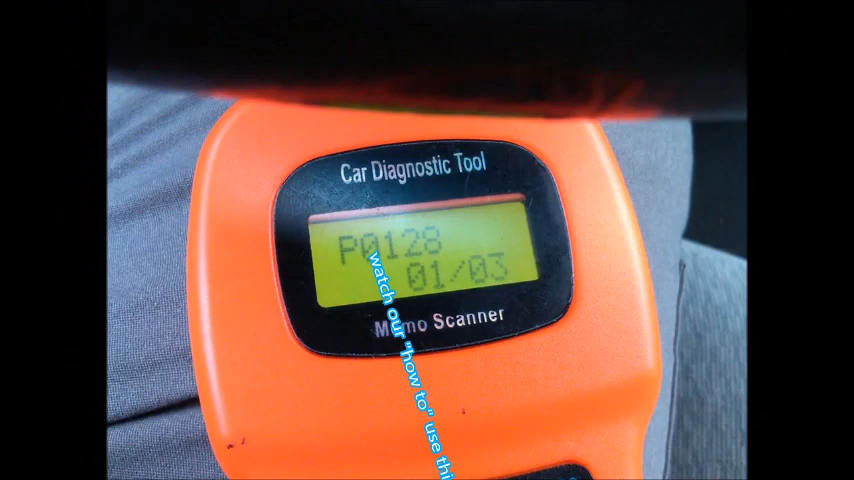 Car Diagnostic Tool
P0128
01/03
Memo Scanner
watch our "how to" use thi